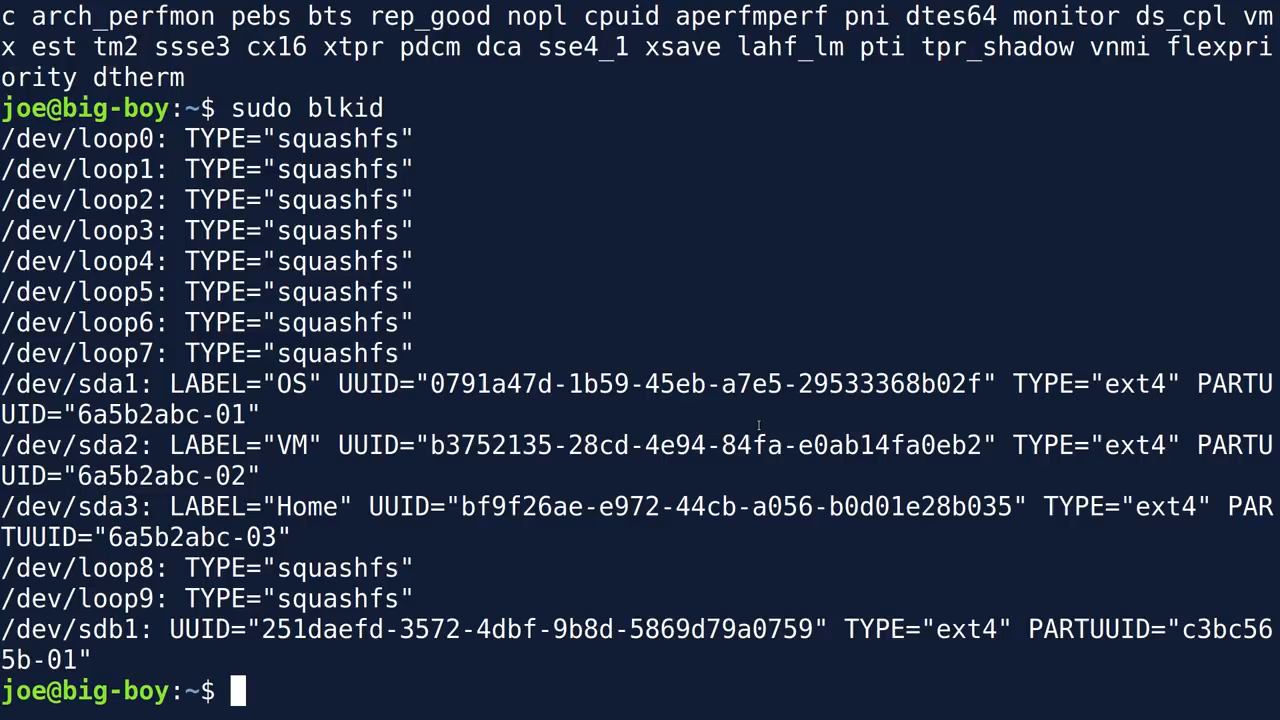 c arch_perfmon pebs bts rep_good nopl cpuid aperfmperf pni dtes64 monitor ds_cpl vm
x est tm2 ssse3 cx16 xtpr pdcm dca sse4_1 xsave lahf_lm pti tpr_shadow vnmi flexpri
ority dtherm
joe@big-boy:~$ sudo blkid
/dev/loop0: TYPE="squashfs"
/dev/loop1: TYPE="squashfs"
/dev/loop2: TYPE="squashfs"
/dev/loop3: TYPE="squashfs"
/dev/loop4: TYPE="squashfs"
/dev/loop5: TYPE="squashfs"
/dev/loop6: TYPE="squashfs"
/dev/loop7: TYPE="squashfs"
/dev/sda1: LABEL="OS" UUID="0791a47d-1b59-45eb-a7e5-29533368b02f" TYPE="ext4" PARTU
UID="6a5b2abc-01"
/dev/sda2: LABEL="VM" UUID="b3752135-28cd-4e94-84fa-e0ab14fa0eb2" TYPE="ext4" PARTU
UID="6a5b2abc-02"
/dev/sda3: LABEL="Home" UUID="bf9f26ae-e972-44cb-a056-b0d01e28b035" TYPE="ext4" PAR
TUUID="6a5b2abc-03"
/dev/loop8: TYPE="squashfs"
/dev/loop9: TYPE="squashfs"
/dev/sdb1: UUID="251daefd-3572-4dbf-9b8d-5869d79a0759" TYPE="ext4" PARTUUID="c3bc56
5b-01"
joe@big-boy:~$